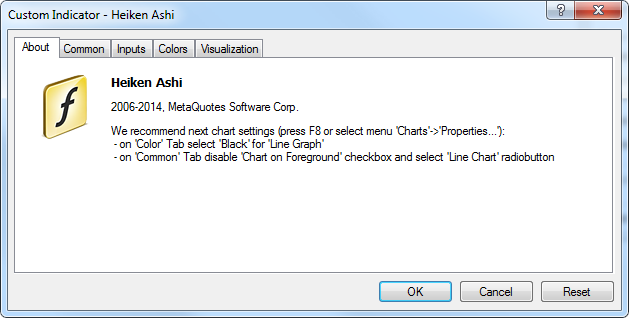 Custom Indicator - Heiken Ashi
About Common Inputs Colors Visualization
Heiken Ashi
2006-2014, MetaQuotes Software Corp.
We recommend next chart settings (press F8 or select menu 'Charts'->'Properties...'):
- on 'Color' Tab select 'Black' for 'Line Graph'
- on 'Common' Tab disable 'Chart on Foreground' checkbox and select 'Line Chart' radiobutton
OK Cancel Reset